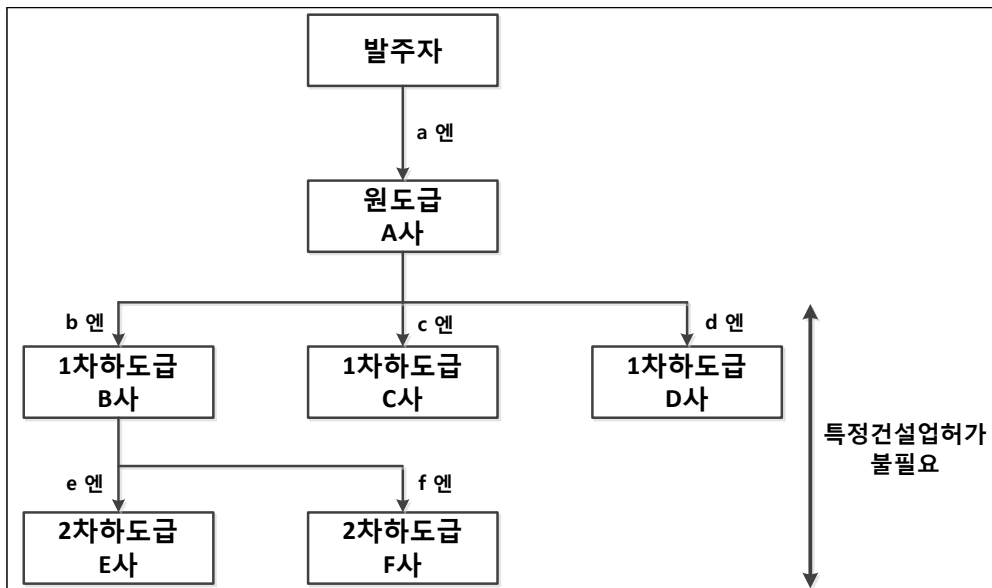 발주자
a 엔
원도급
A사
b 엔
c 엔
d 엔
1차하도급
B사
1차하도급
C사
1차하도급
D사
특정건설업허가
불필요
e 엔
f 엔
2차하도급
E사
2차하도급
F사